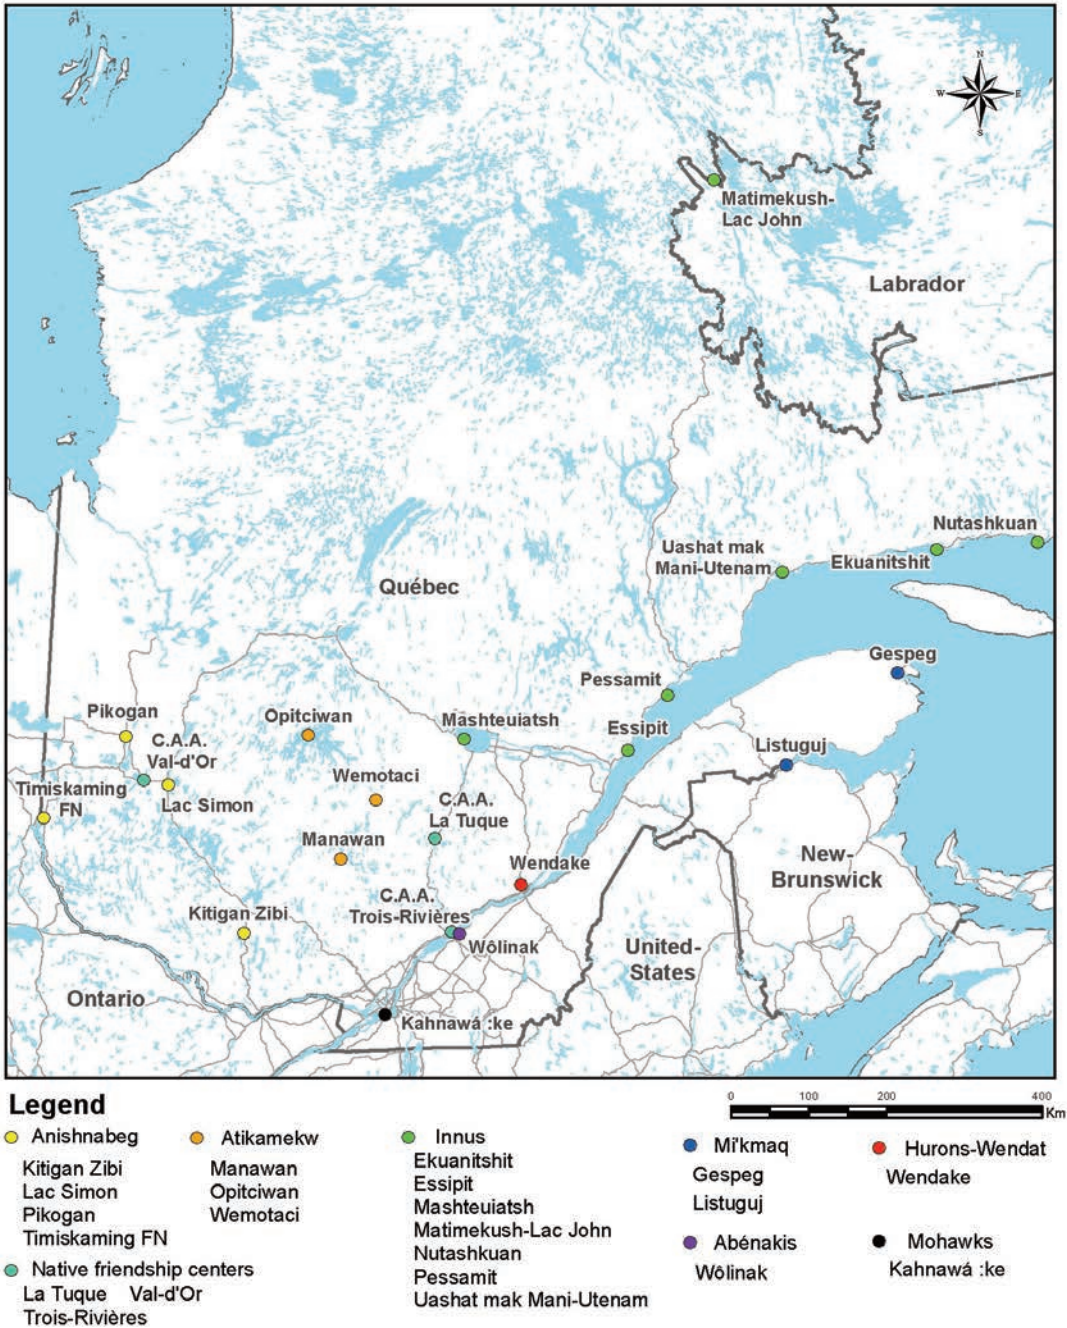 N
W E
S
Matimekush-
Lac John
Labrador
Nutashkuan
Uashat mak
Mani-Utenam
Ekuanitshit
Québec
Gespeg
Pessamit
Pikogan
Opitciwan
Mashteuiatsh
Essipit
C.A.A.
Val-d'Or
Listuguj
Wemotaci
Timiskaming
FN
Lac Simon
C.A.A.
La Tuque
Manawan
Wendake
New-
Brunswick
C.A.A.
Trois-Rivières
Kitigan Zibi
Wôlinak
United-
States
Ontario
Kahnawá :ke
Legend
0 100 200 400
Km
Anishnabeg
Kitigan Zibi
Lac Simon
Pikogan
Timiskaming FN
Native friendship centers
La Tuque Val-d'Or
Trois-Rivières
Atikamekw
Manawan
Opitciwan
Wemotaci
Innus
Ekuanitshit
Essipit
Mashteuiatsh
Matimekush-Lac John
Nutashkuan
Pessamit
Uashat mak Mani-Utenam
Mi'kmaq
Gespeg
Listuguj
Abénakis
Wôlinak
Hurons-Wendat
Wendake
Mohawks
Kahnawá :ke